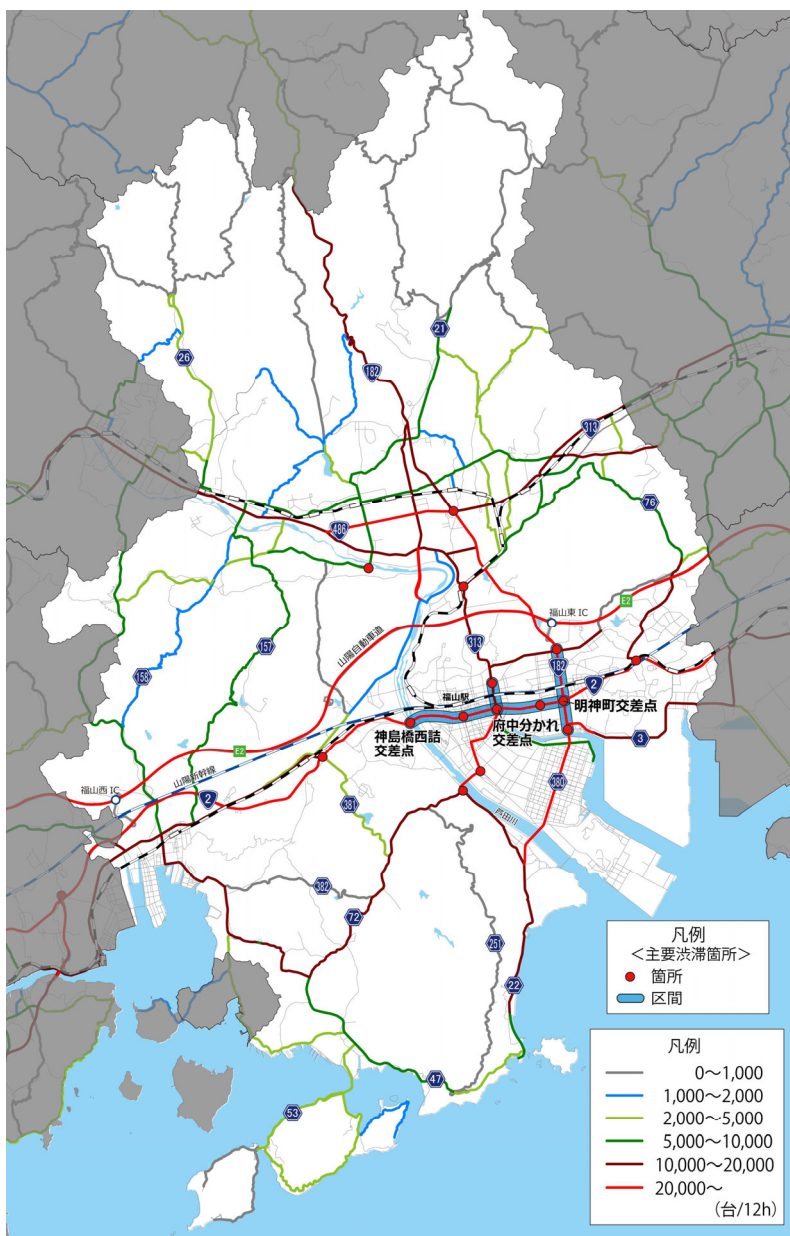 26
182
21
313
486
76
158
157
313
山陽自動車道
福山東 IC
E2
182
2
福山駅
明神町交差点
神島橋西詰
交差点
府中分かれ
交差点
3
E2
山陽新幹線
福山西 IC
2
381
380
芦田川
382
72
251
22
47
53
凡例
＜主要渋滞箇所＞
箇所
区間
凡例
0～1,000
1,000～2,000
2,000～5,000
5,000～10,000
10,000～20,000
20,000～
(台/12h)